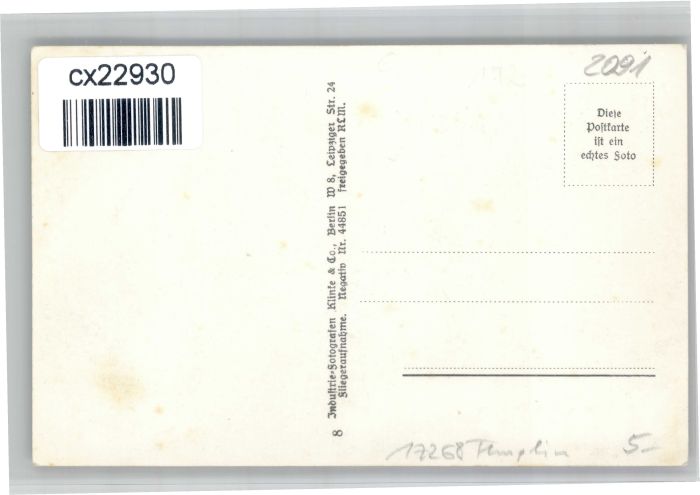 cx22930
2091
Diese
Postkarte
ist ein
echtes Foto
8 Industrie-Fotografen Klinke & Co., Berlin W 8, Leipziger Str. 24
Fliegeraufnahme. Negativ Nr. 44851 freigegeben RLM.
17268 Templin
5-